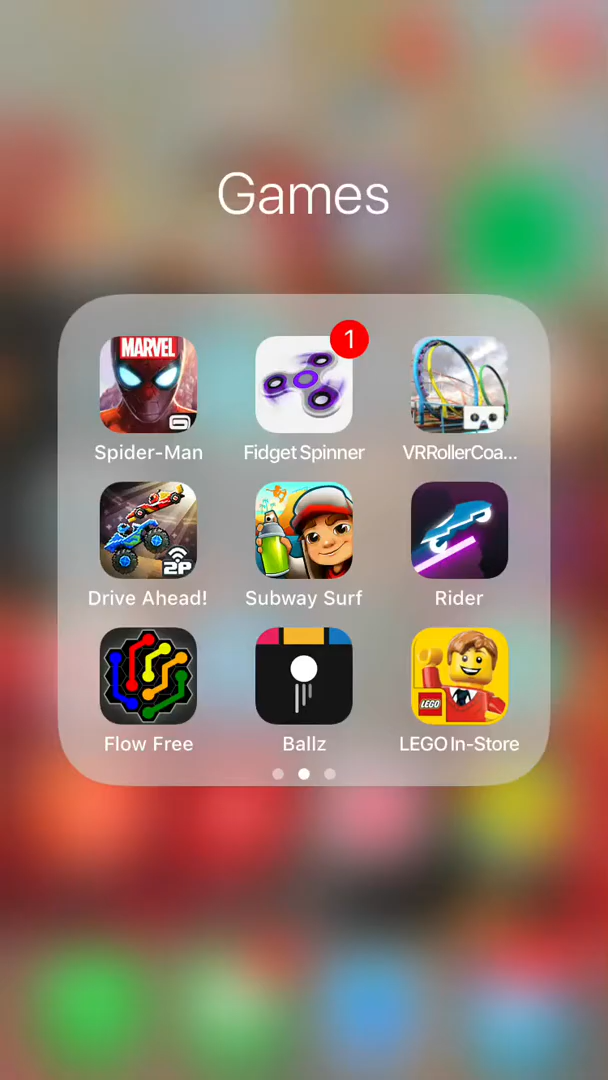 Games
1
MARVEL
Spider-Man
Fidget Spinner
VRRollerCoa...
2P
Drive Ahead!
Subway Surf
Rider
LEGO
Flow Free
Ballz
LEGO In-Store